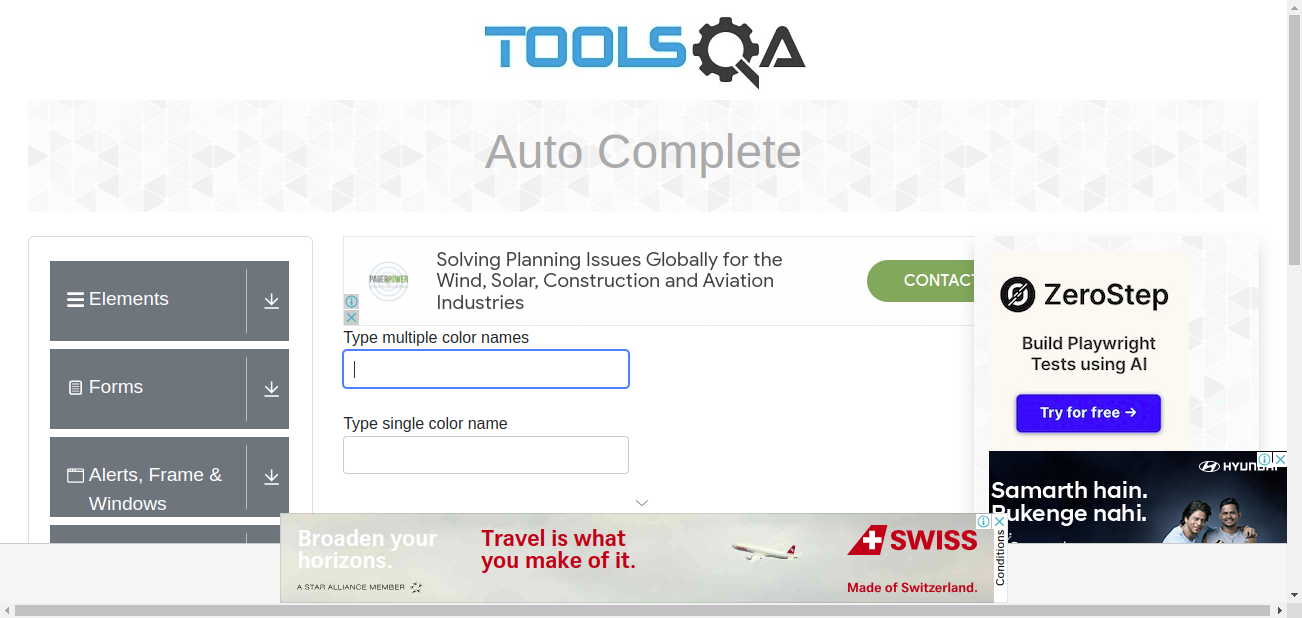 TOOLSQA
Auto Complete
Elements
Forms
Alerts, Frame &
Windows
PAGERPOWER
Solving Planning Issues Globally for the
Wind, Solar, Construction and Aviation
Industries
CONTACT
Type multiple color names
Type single color name
ZeroStep
Build Playwright
Tests using AI
Try for free →
Samarth hain.
Rukenge nahi.
Broaden your
horizons.
A STAR ALLIANCE MEMBER
Travel is what
you make of it.
SWISS
Made of Switzerland.
Conditions